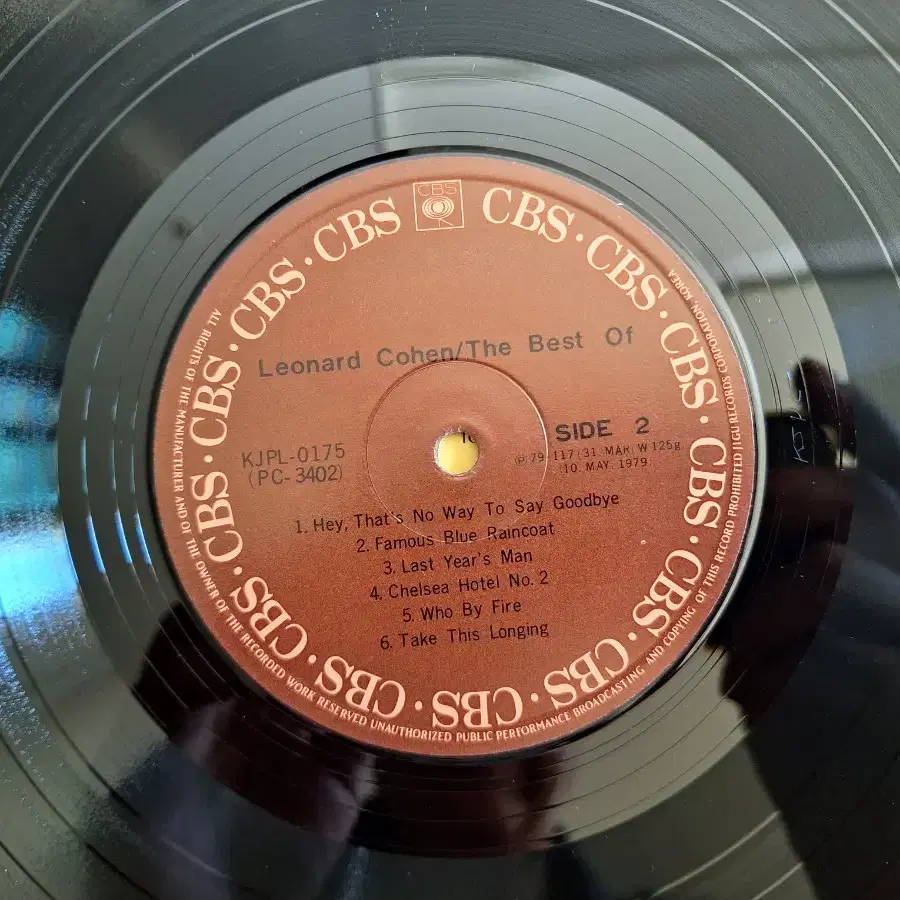 CBS
CBS · CBS · CBS · CBS · CBS · CBS · CBS · CBS · CBS · CBS · CBS · CBS · CBS · CBS
Leonard Cohen/The Best Of
KJPL-0175
(PC-3402)
SIDE 2
Ⓟ79 117 (31. MAR) W 125g
(10. MAY. 1979)
1. Hey, That's No Way To Say Goodbye
2. Famous Blue Raincoat
3. Last Year's Man
4. Chelsea Hotel No. 2
5. Who By Fire
6. Take This Longing
ALL RIGHTS OF THE MANUFACTURER AND OF THE OWNER OF THE RECORDED WORK RESERVED UNAUTHORIZED PUBLIC PERFORMANCE BROADCASTING AND COPYING OF THIS RECORD PROHIBITED JIGU RECORDS CORPORATION, KOREA